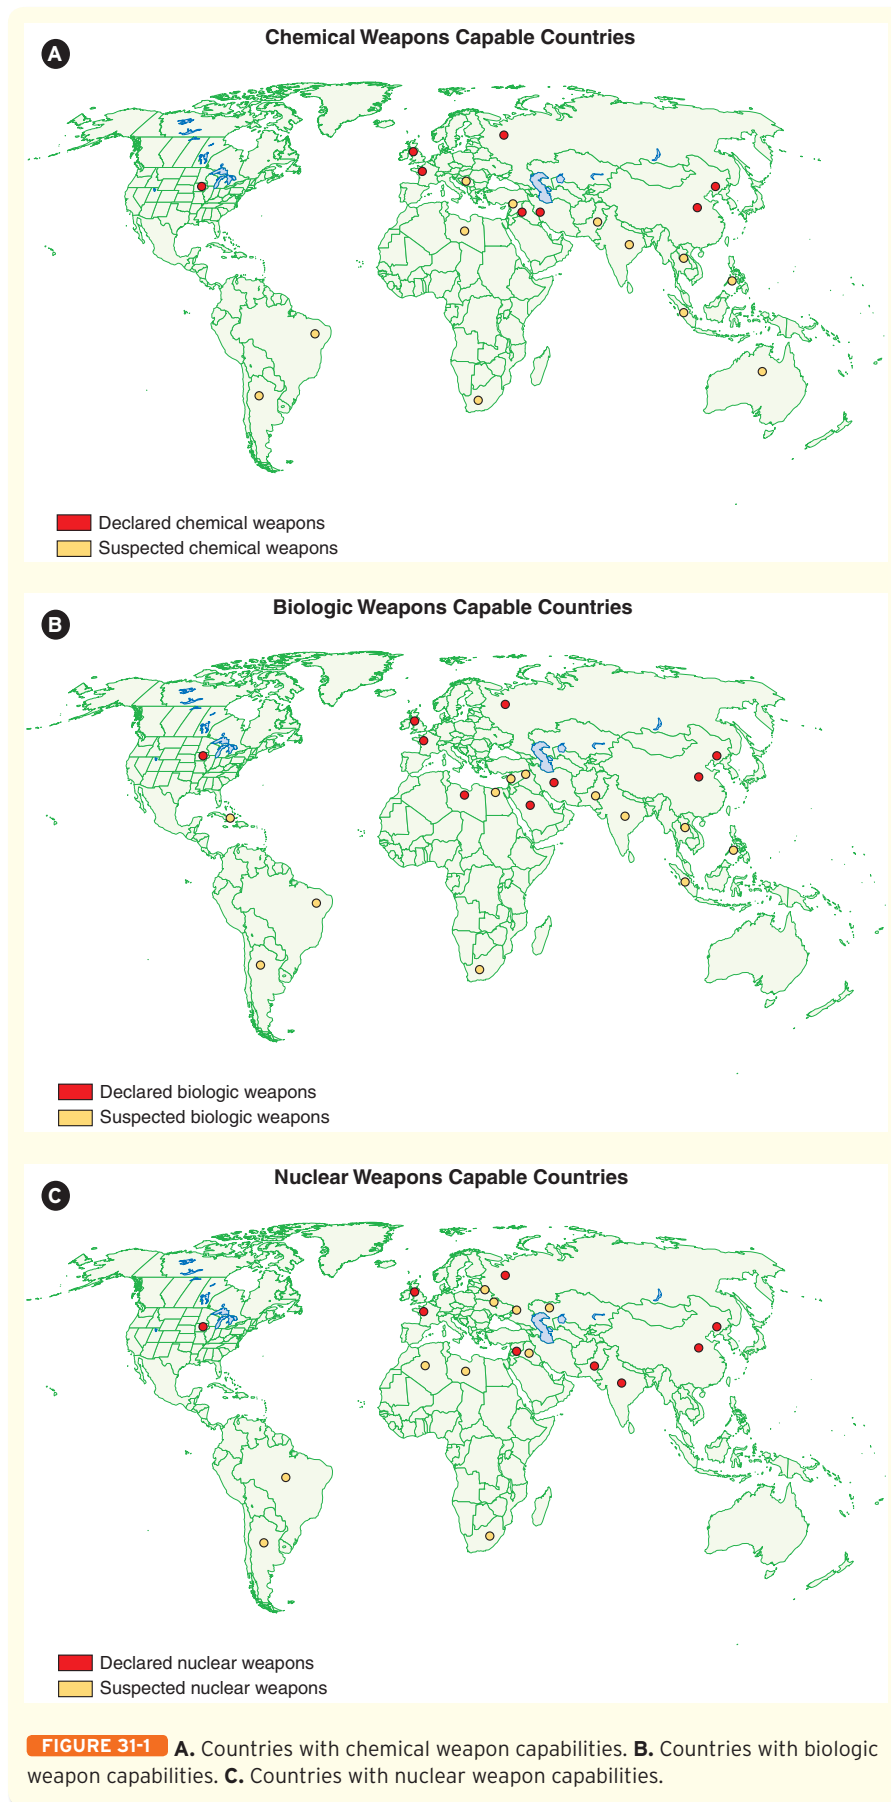 A
Chemical Weapons Capable Countries
Declared chemical weapons
Suspected chemical weapons
B
Biologic Weapons Capable Countries
Declared biologic weapons
Suspected biologic weapons
C
Nuclear Weapons Capable Countries
Declared nuclear weapons
Suspected nuclear weapons
FIGURE 31-1 A. Countries with chemical weapon capabilities. B. Countries with biologic
weapon capabilities. C. Countries with nuclear weapon capabilities.